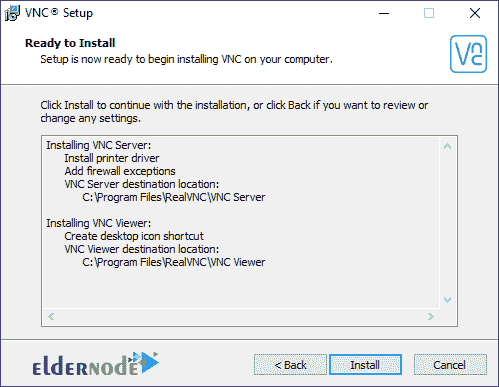 VNC® Setup
Ready to Install
Setup is now ready to begin installing VNC on your computer.
Vnc
Click Install to continue with the installation, or click Back if you want to review or
change any settings.
Installing VNC Server:
Install printer driver
Add firewall exceptions
VNC Server destination location:
C:\Program Files\RealVNC\VNC Server
Installing VNC Viewer:
Create desktop icon shortcut
VNC Viewer destination location:
C:\Program Files\RealVNC\VNC Viewer
eldernode
< Back
Install
Cancel